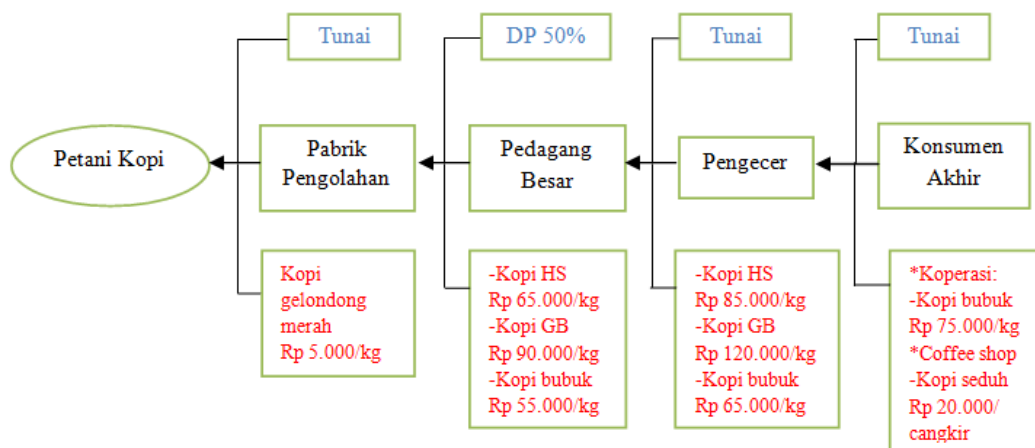 Tunai
DP 50%
Tunai
Tunai
Petani Kopi
Pabrik
Pengolahan
Pedagang
Besar
Pengecer
Konsumen
Akhir
Kopi
gelondong
merah
Rp 5.000/kg
-Kopi HS
Rp 65.000/kg
-Kopi GB
Rp 90.000/kg
-Kopi bubuk
Rp 55.000/kg
-Kopi HS
Rp 85.000/kg
-Kopi GB
Rp 120.000/kg
-Kopi bubuk
Rp 65.000/kg
*Koperasi:
-Kopi bubuk
Rp 75.000/kg
*Coffee shop
-Kopi seduh
Rp 20.000/
cangkir